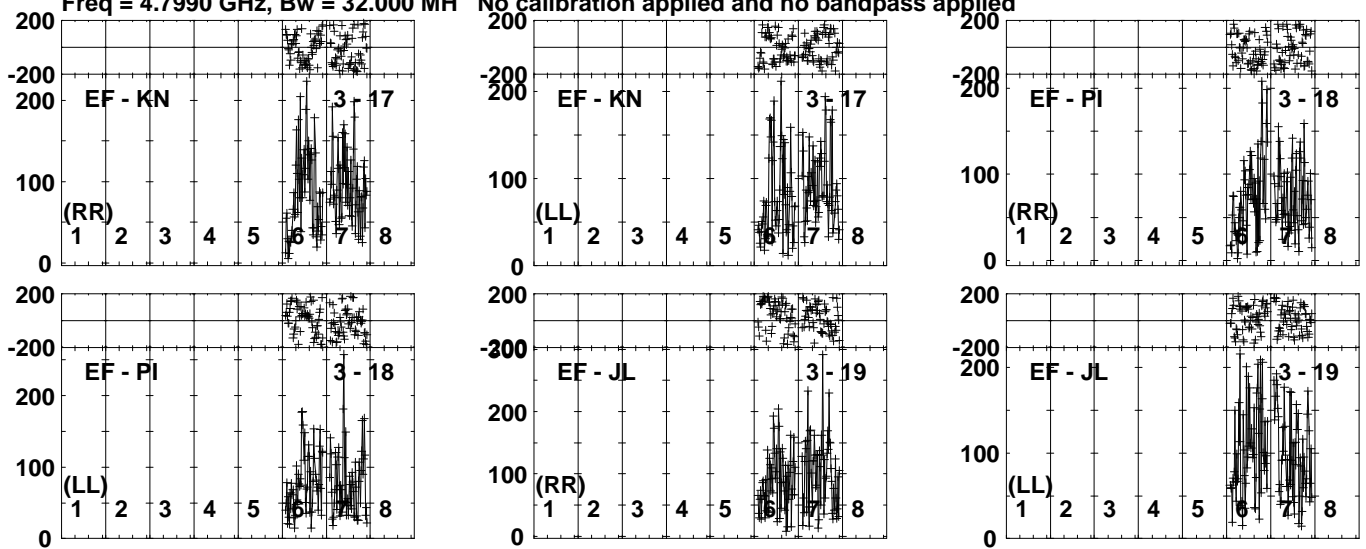 Freq = 4.7990 GHz, Bw = 32.000 MH No calibration applied and no bandpass applied
200 200 200
-200 -200
200 EF - KN 3 - 17 200 EF - KN 3 - 17 200 EF - PI 3 - 18
100 100 100
(RR) (LL) (RR)
1 2 3 4 5 6 7 8 1 2 3 4 5 6 7 8 1 2 3 4 5 6 7 8
0 0 0
200 200 200
-200 -200
EF - PI 3 - 18 300 EF - JL 3 - 19 200 EF - JL 3 - 19
200 200
100 100 100
(LL) (RR) (LL)
1 2 3 4 5 6 7 8 1 2 3 4 5 6 7 8 1 2 3 4 5 6 7 8
0 0 0